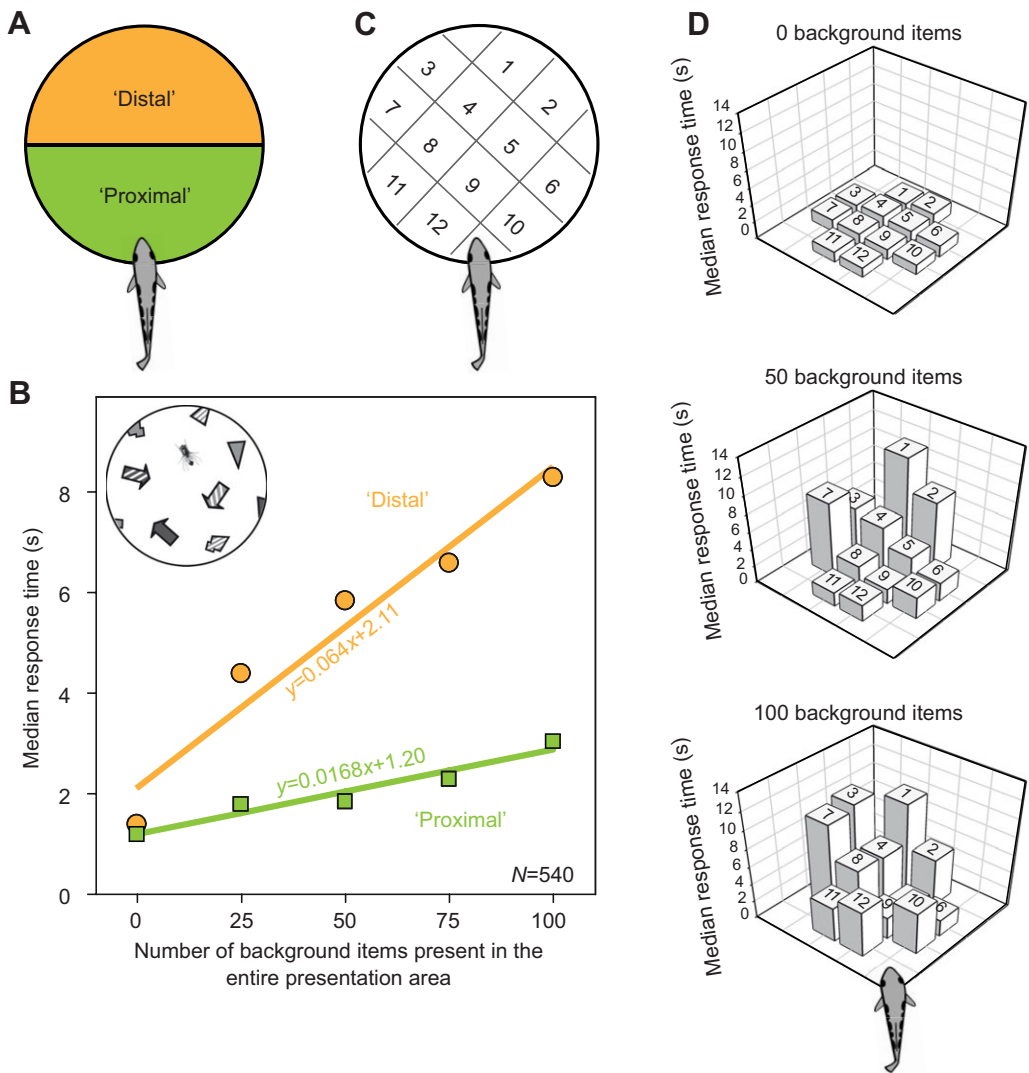 A
'Distal'
'Proximal'
C
3
1
7
4
2
8
5
11
9
6
12
10
B
Median response time (s)
8
6
4
2
0
'Distal'
y=0.064x+2.11
y=0.0168x+1.20
'Proximal'
N=540
0 25 50 75 100
Number of background items present in the
entire presentation area
D
0 background items
Median response time (s)
14
12
10
8
6
4
2
0
3 1
7 4 2
8 5
11 9 6
12 10
50 background items
Median response time (s)
14
12
10
8
6
4
2
0
1
7 3 2
4
8 5
11 9 6
12 10
100 background items
Median response time (s)
14
12
10
8
6
4
2
0
3 1
7 4 2
8
11 9 6
12 10